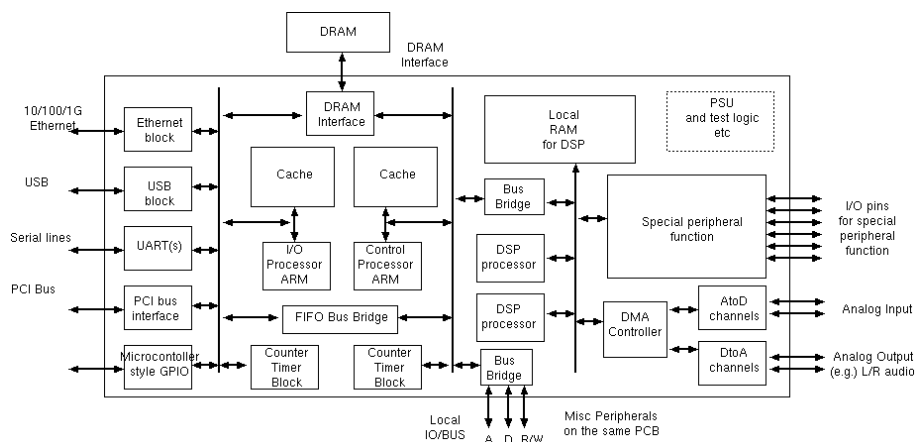 DRAM
DRAM
Interface
10/100/1G
Ethernet
Ethernet
block
DRAM
Interface
Local
RAM
for DSP
PSU
and test logic
etc
USB
USB
block
Cache
Cache
Bus
Bridge
Special peripheral
function
I/O pins
for special
peripheral
function
Serial lines
UART(s)
I/O
Processor
ARM
Control
Processor
ARM
DSP
processor
PCI Bus
PCI bus
interface
FIFO Bus Bridge
DSP
processor
DMA
Controller
AtoD
channels
Analog Input
Microcontoller
style GPIO
Counter
Timer
Block
Counter
Timer
Block
Bus
Bridge
DtoA
channels
Analog Output
(e.g.) L/R audio
Local
IO/BUS
A D R/W
Misc Peripherals
on the same PCB